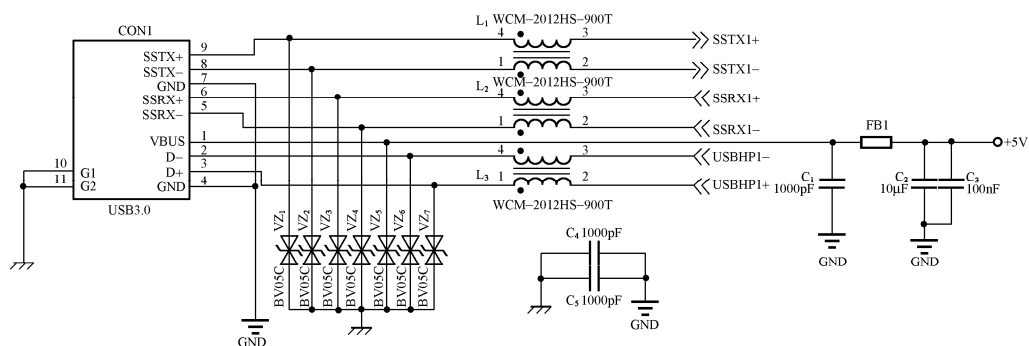 L1 WCM-2012HS-900T
CON1
4 3
SSTX+ 9
SSTX1+
SSTX- 8
1 2
SSTX1-
GND 7
L2 WCM-2012HS-900T
SSRX+ 6
4 3
SSRX1+
SSRX- 5
1 2
SSRX1-
VBUS 1
FB1
+5V
D- 2
4 3
USBHP1-
D+ 3
L3 1 2
USBHP1+
GND 4
10 G1
11 G2
USB3.0
WCM-2012HS-900T
C1
1000pF
C2
10μF
C3
100nF
VZ1 VZ2 VZ3 VZ4 VZ5 VZ6 VZ7
BV05C BV05C BV05C BV05C BV05C BV05C BV05C
C4 1000pF
C5 1000pF
GND
GND
GND
GND